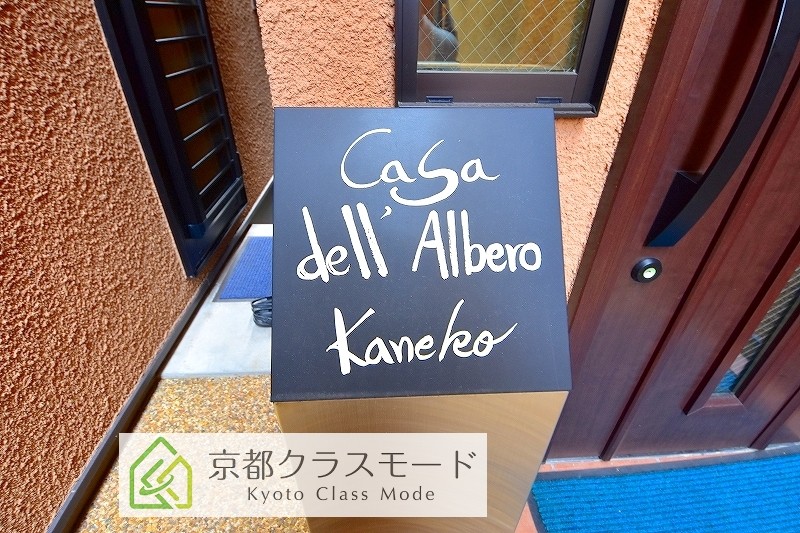 Casa
dell' Albero
Kaneko
京都クラスモード
Kyoto Class Mode